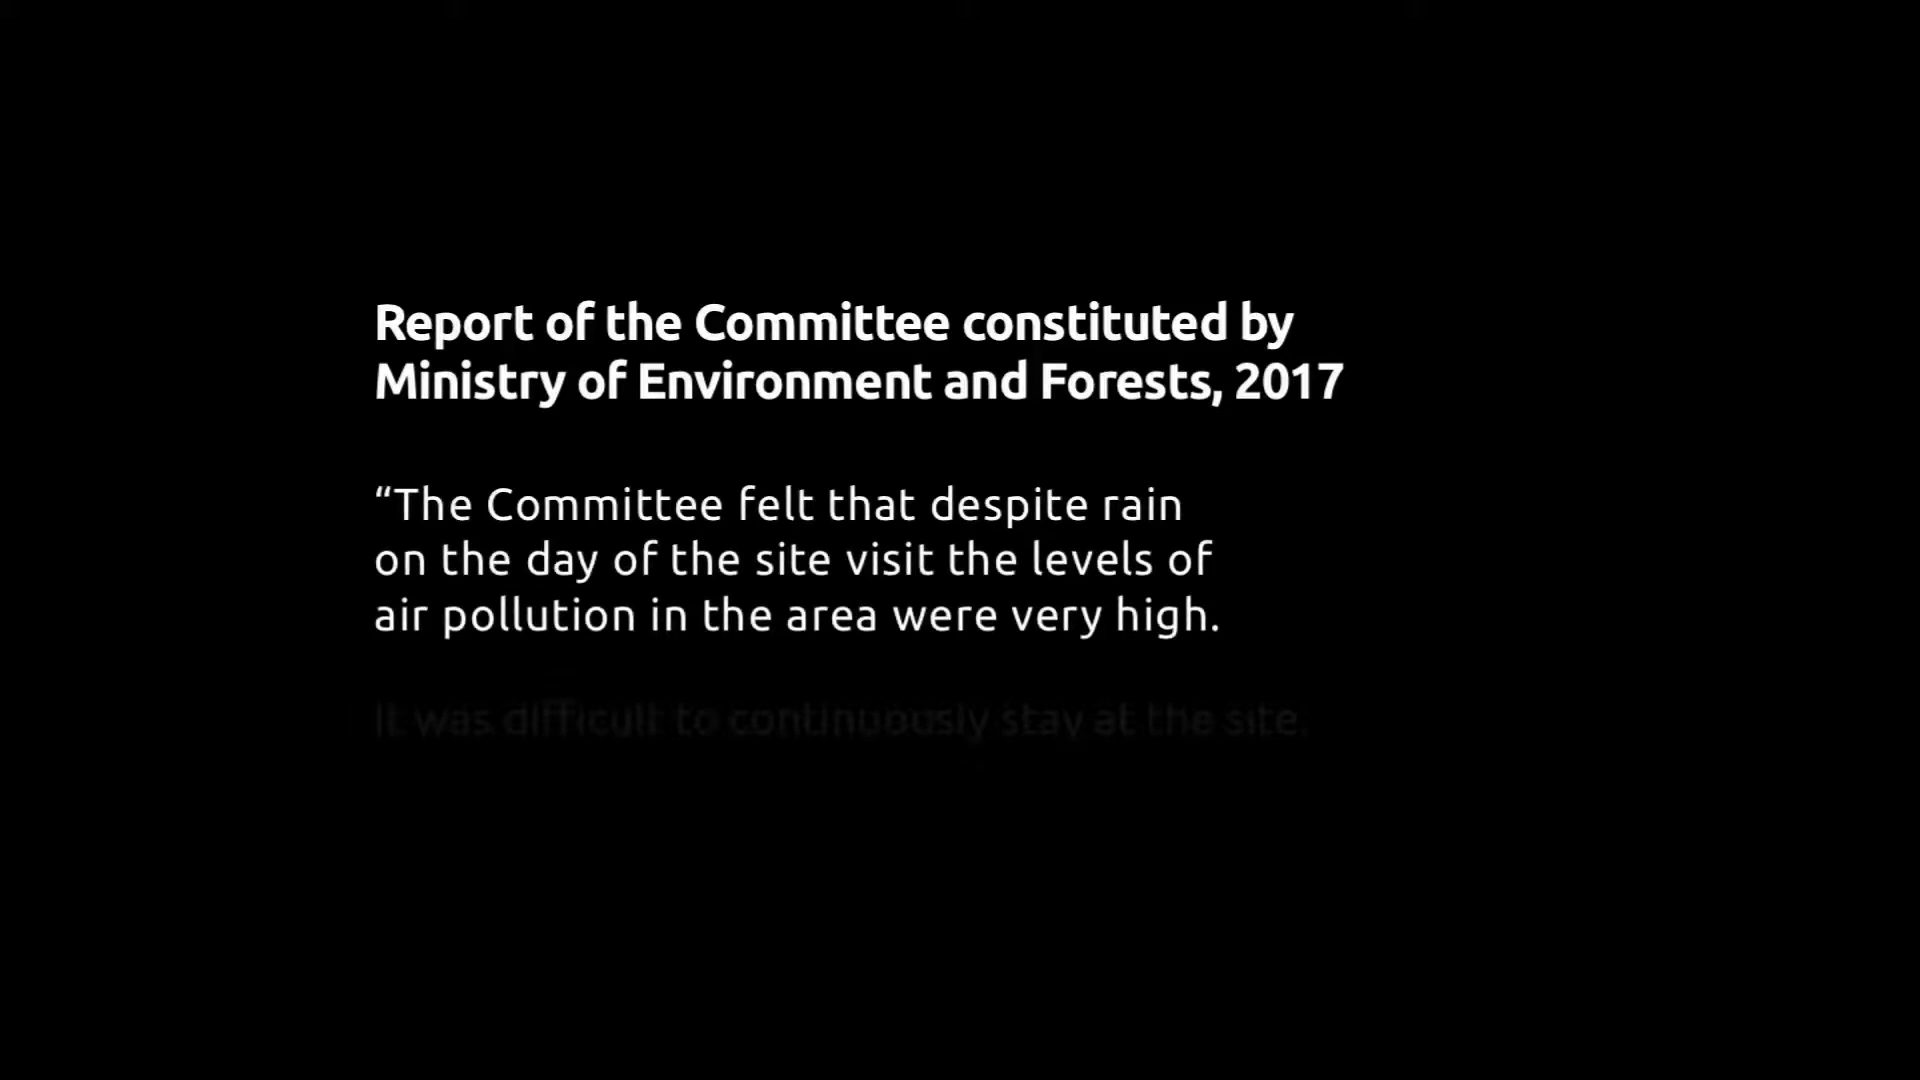 Report of the Committee constituted by
Ministry of Environment and Forests, 2017
“The Committee felt that despite rain
on the day of the site visit the levels of
air pollution in the area were very high.
It was difficult to continuously stay at the site.